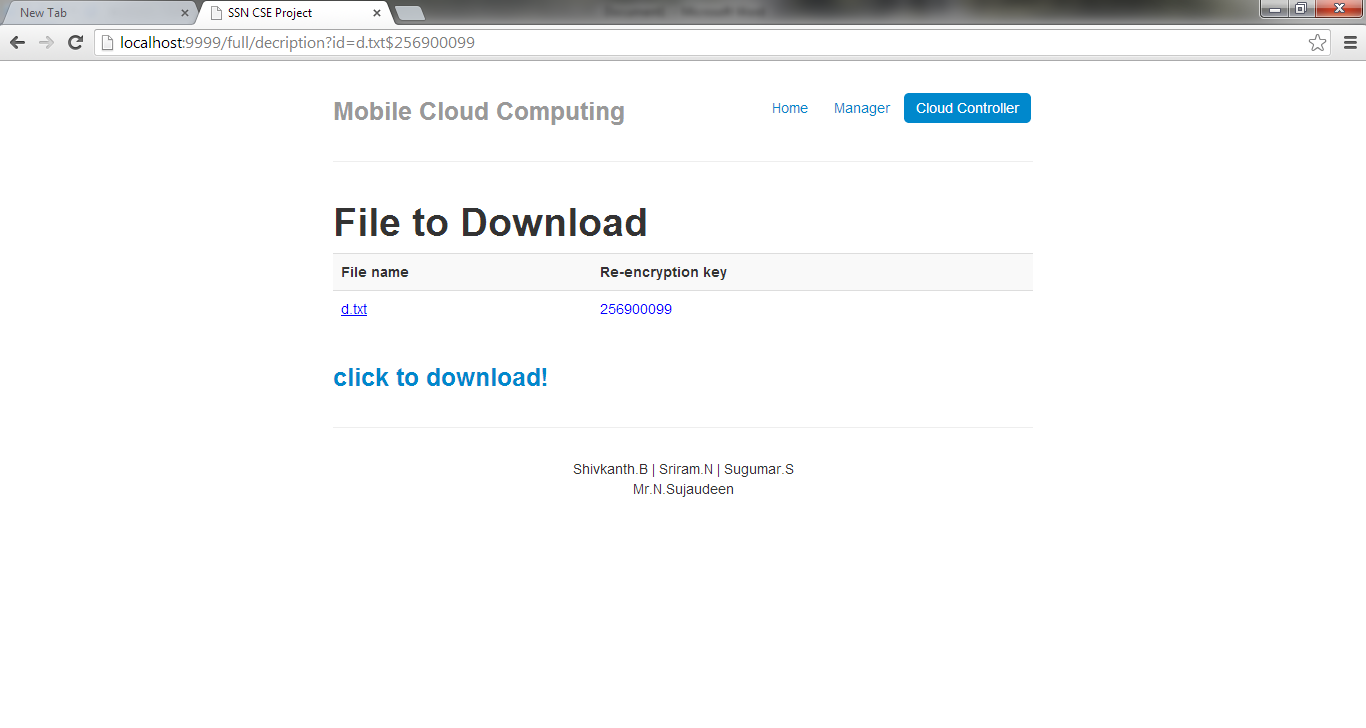 New Tab
SSN CSE Project
localhost:9999/full/decription?id=d.txt$256900099
Mobile Cloud Computing
Home Manager Cloud Controller
File to Download
File name Re-encryption key
d.txt 256900099
click to download!
Shivkanth.B | Sriram.N | Sugumar.S
Mr.N.Sujaudeen